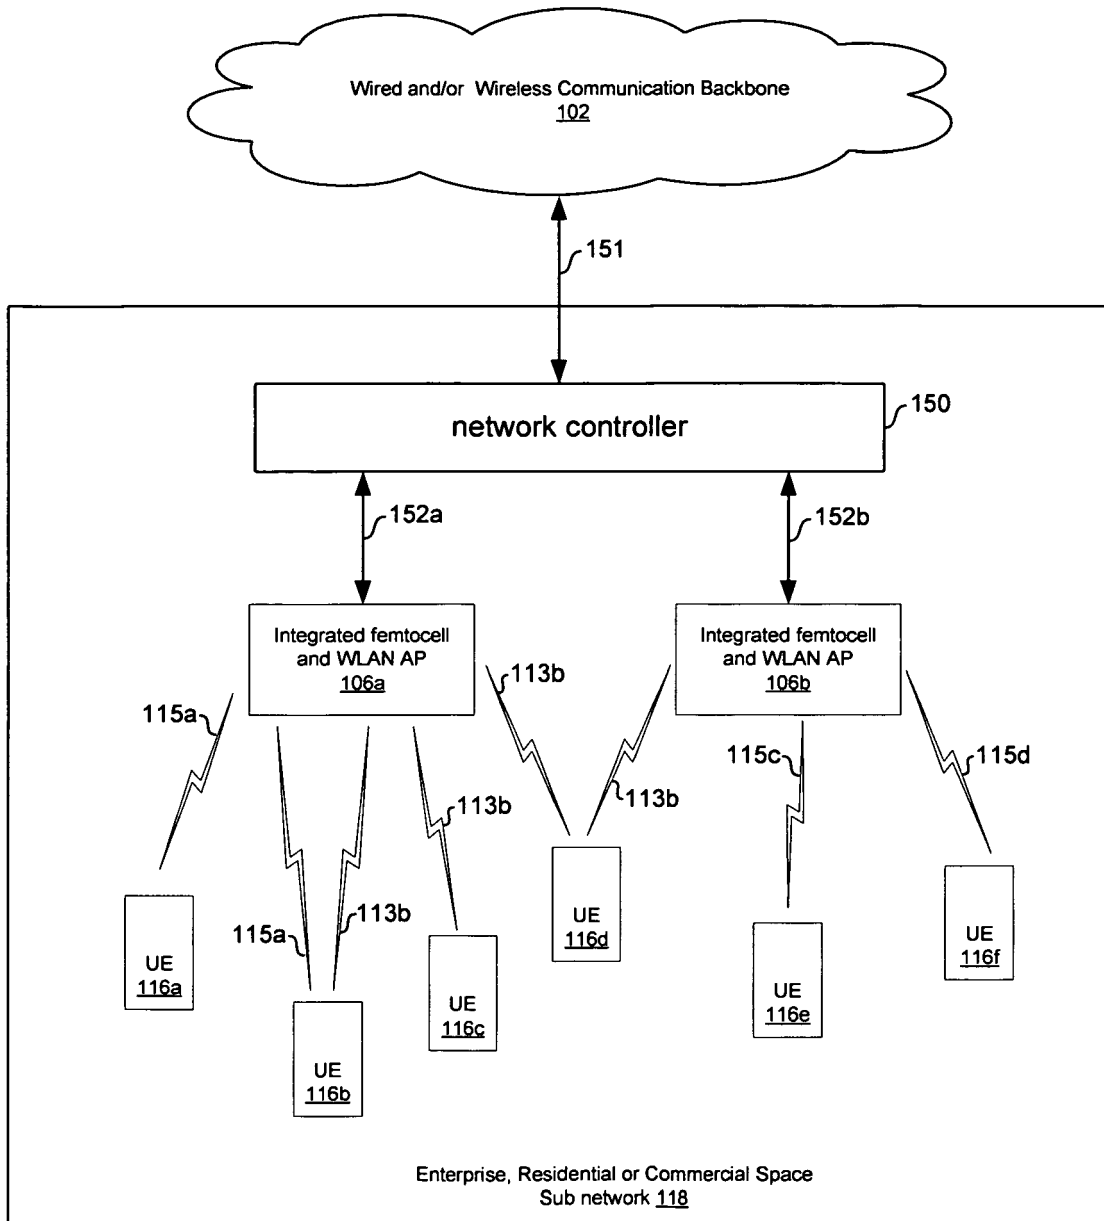 Wired and/or Wireless Communication Backbone
102
151
150
network controller
152a
152b
Integrated femtocell
and WLAN AP
106a
Integrated femtocell
and WLAN AP
106b
113b
115a
115c
115d
113b
113b
115a
113b
UE
116a
UE
116b
UE
116c
UE
116d
UE
116e
UE
116f
Enterprise, Residential or Commercial Space
Sub network 118